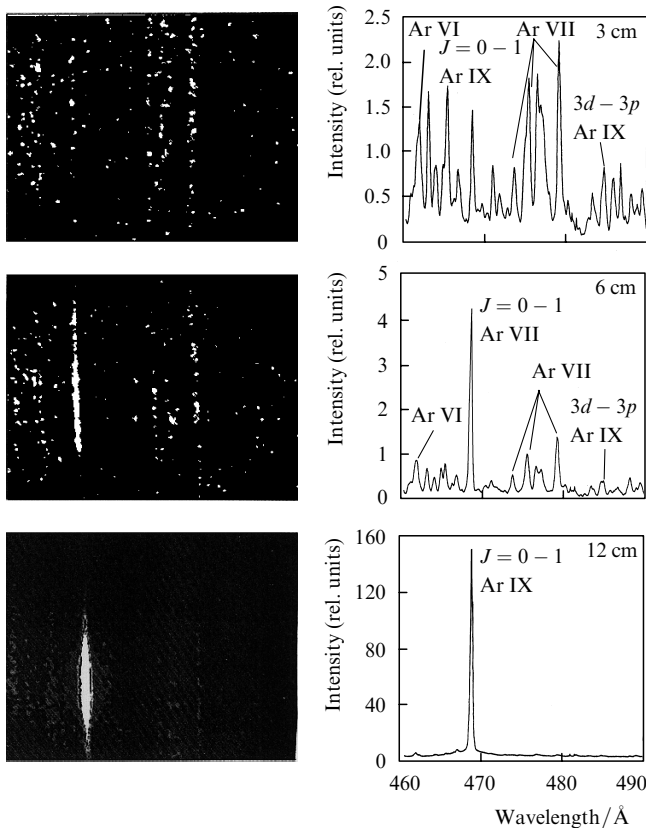 Intensity (rel. units)
2.5
2.0
1.5
1.0
0.5
0
Ar VI
Ar VII
3 cm
J = 0 – 1
Ar IX
3d – 3p
Ar IX
470
480
Intensity (rel. units)
5
4
3
2
1
0
6 cm
J = 0 – 1
Ar VII
Ar VII
3d – 3p
Ar VI
Ar IX
Intensity (rel. units)
160
120
80
40
0
J = 0 – 1
12 cm
Ar IX
460
470
480
490
Wavelength / Å